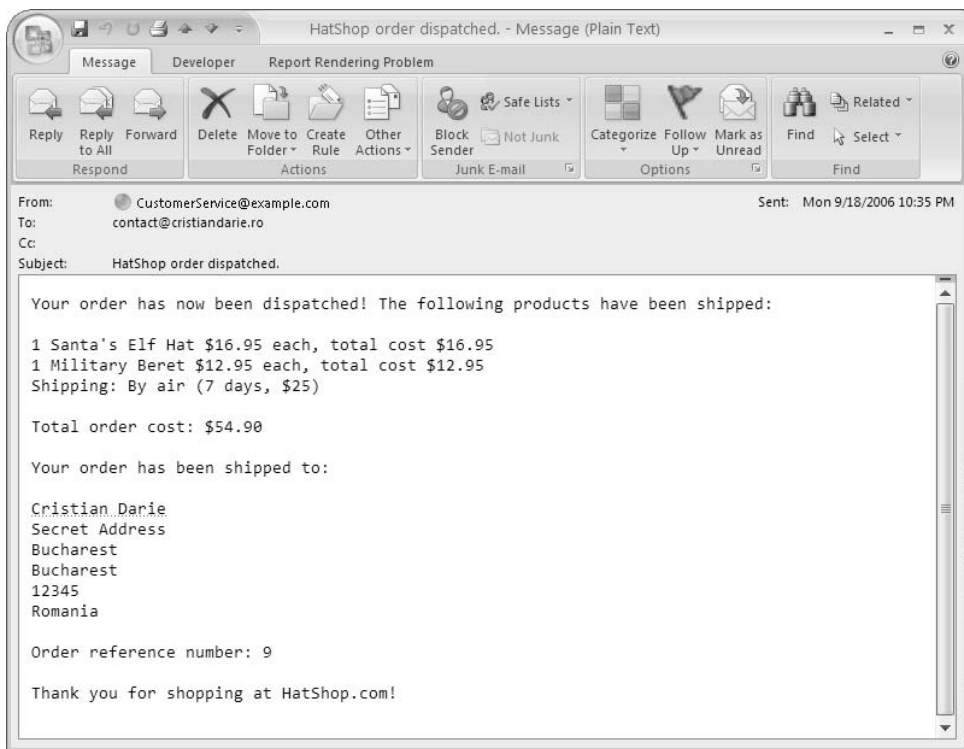 HatShop order dispatched. - Message (Plain Text)
Message Developer Report Rendering Problem
Reply Reply to All Forward Delete Move to Folder Create Rule Other Actions Block Sender Safe Lists Not Junk Categorize Follow Up Mark as Unread Find Related Select
Respond Actions Junk E-mail Options Find
From: CustomerService@example.com Sent: Mon 9/18/2006 10:35 PM
To: contact@cristiandarie.ro
Cc:
Subject: HatShop order dispatched.
Your order has now been dispatched! The following products have been shipped:
1 Santa's Elf Hat $16.95 each, total cost $16.95
1 Military Beret $12.95 each, total cost $12.95
Shipping: By air (7 days, $25)
Total order cost: $54.90
Your order has been shipped to:
Cristian Darie
Secret Address
Bucharest
Bucharest
12345
Romania
Order reference number: 9
Thank you for shopping at HatShop.com!